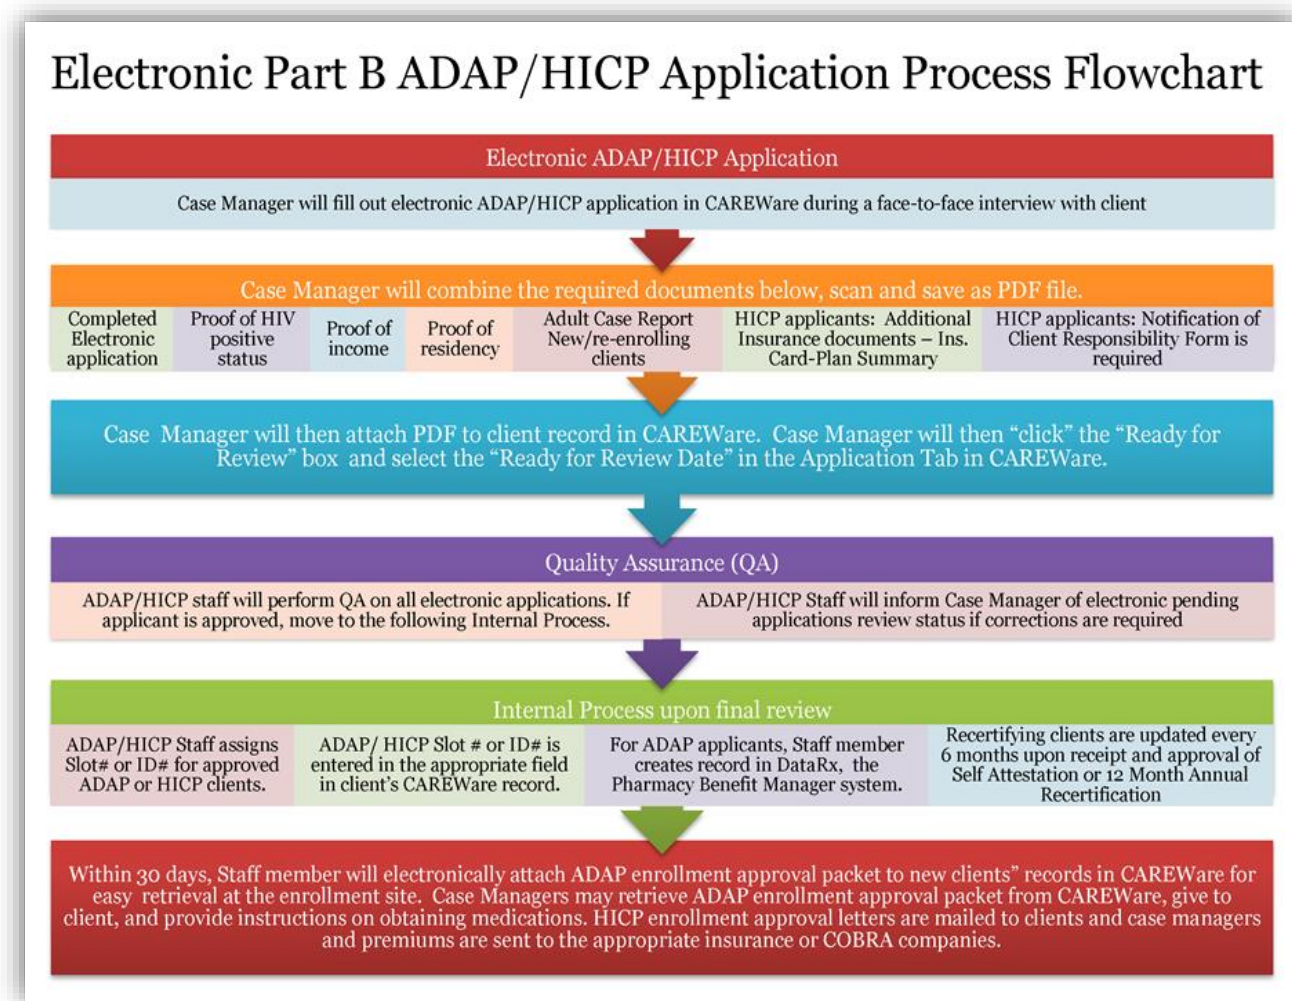 Electronic Part B ADAP/HICP Application Process Flowchart
Electronic ADAP/HICP Application
Case Manager will fill out electronic ADAP/HICP application in CAREWare during a face-to-face interview with client
Case Manager will combine the required documents below, scan and save as PDF file.
Completed
Electronic
application
Proof of HIV
positive
status
Proof of
income
Proof of
residency
Adult Case Report
New/re-enrolling
clients
HICP applicants: Additional
Insurance documents – Ins.
Card-Plan Summary
HICP applicants: Notification of
Client Responsibility Form is
required
Case Manager will then attach PDF to client record in CAREWare. Case Manager will then “click” the “Ready for
Review” box and select the “Ready for Review Date” in the Application Tab in CAREWare.
Quality Assurance (QA)
ADAP/HICP staff will perform QA on all electronic applications. If
applicant is approved, move to the following Internal Process.
ADAP/HICP Staff will inform Case Manager of electronic pending
applications review status if corrections are required
Internal Process upon final review
ADAP/HICP Staff assigns
Slot# or ID# for approved
ADAP or HICP clients.
ADAP/ HICP Slot # or ID# is
entered in the appropriate field
in client’s CAREWare record.
For ADAP applicants, Staff member
creates record in DataRx, the
Pharmacy Benefit Manager system.
Recertifying clients are updated every
6 months upon receipt and approval of
Self Attestation or 12 Month Annual
Recertification
Within 30 days, Staff member will electronically attach ADAP enrollment approval packet to new clients” records in CAREWare for
easy retrieval at the enrollment site. Case Managers may retrieve ADAP enrollment approval packet from CAREWare, give to
client, and provide instructions on obtaining medications. HICP enrollment approval letters are mailed to clients and case managers
and premiums are sent to the appropriate insurance or COBRA companies.